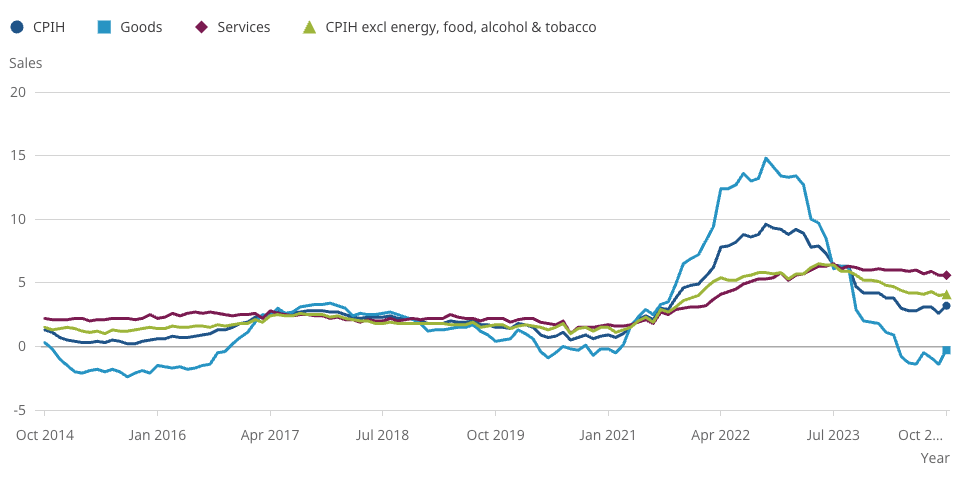 CPIH Goods Services CPIH excl energy, food, alcohol & tobacco
Sales
20
15
10
5
0
-5
Oct 2014 Jan 2016 Apr 2017 Jul 2018 Oct 2019 Jan 2021 Apr 2022 Jul 2023 Oct 2...
Year